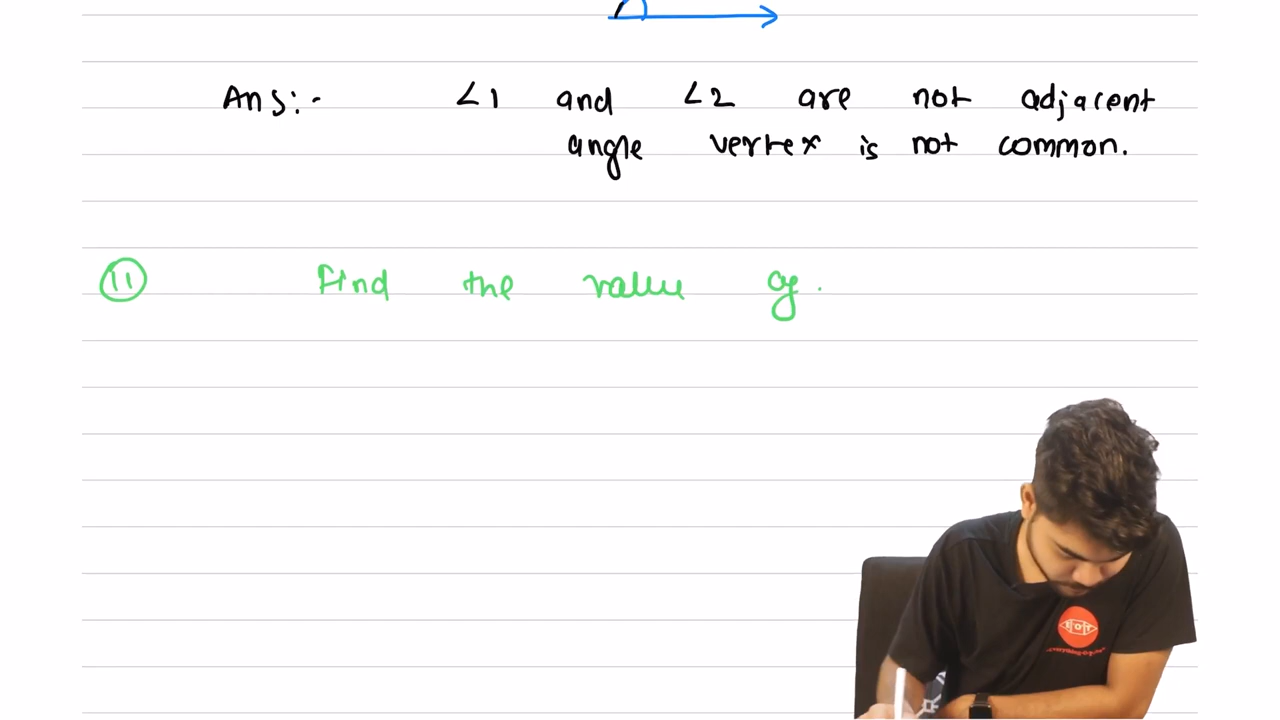 Ans:- ∠1 and ∠2 are not adjacent
angle vertex is not common.
11 Find the value of.